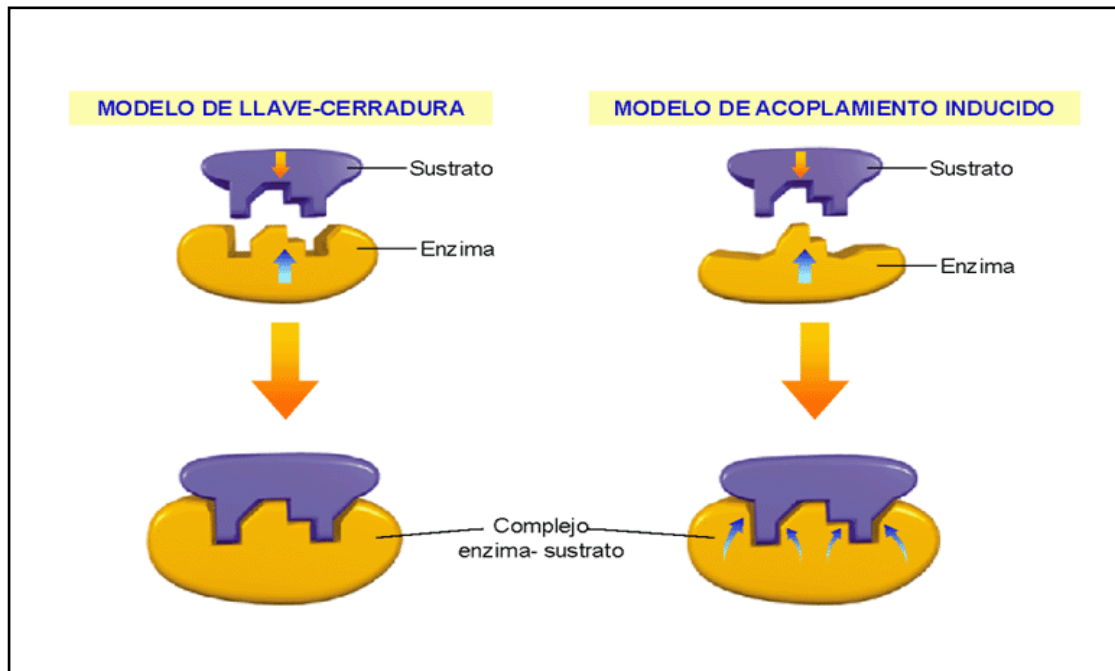 MODELO DE LLAVE-CERRADURA
Sustrato
Enzima
MODELO DE ACOPLAMIENTO INDUCIDO
Sustrato
Enzima
Complejo
enzima- sustrato